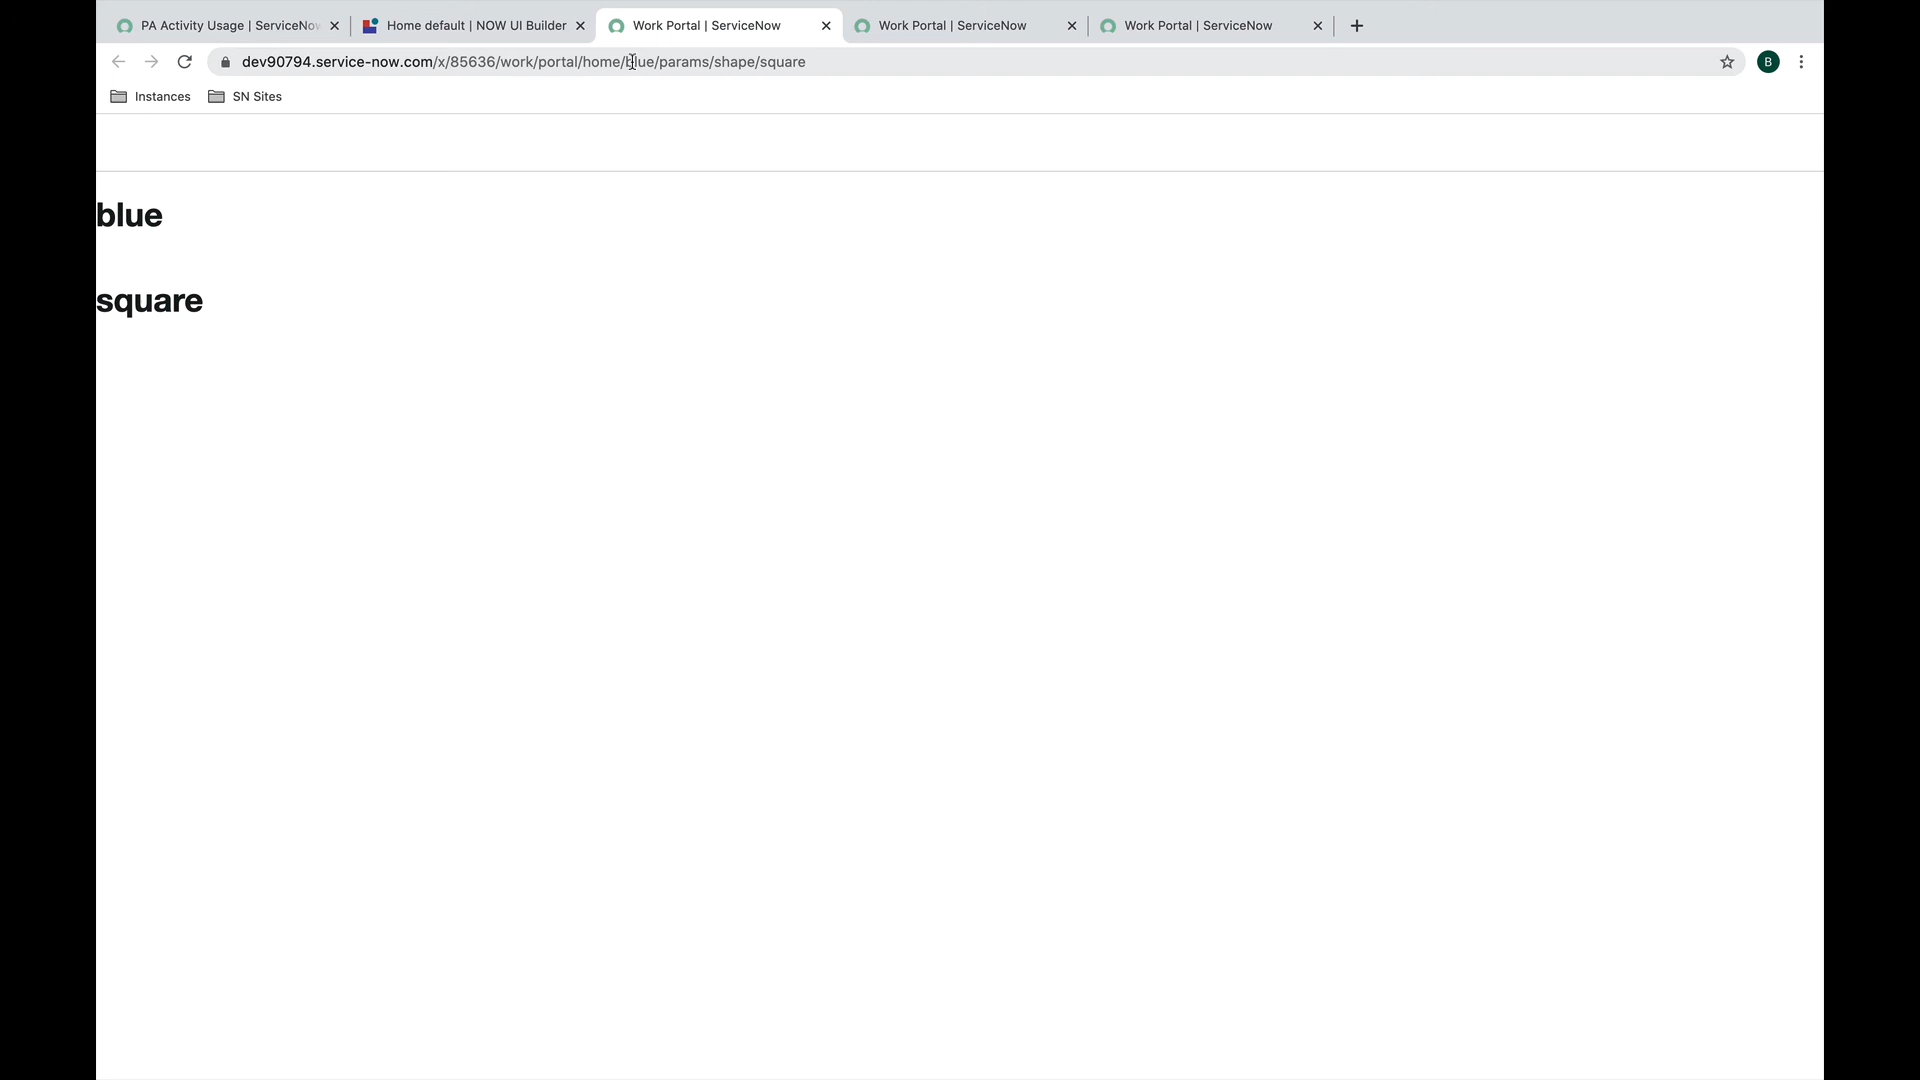 PA Activity Usage | ServiceNow
Home default | NOW UI Builder
Work Portal | ServiceNow
Work Portal | ServiceNow
Work Portal | ServiceNow
dev90794.service-now.com/x/85636/work/portal/home/blue/params/shape/square
B
Instances
SN Sites
blue
square